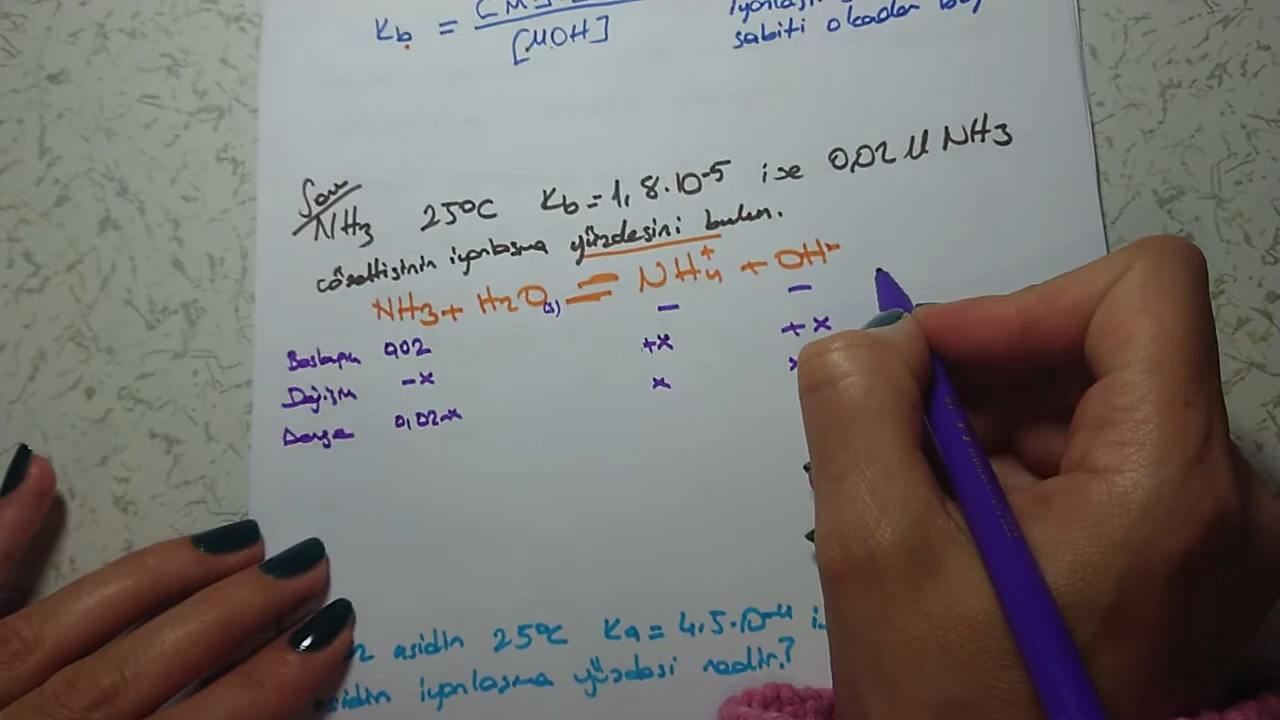 Kb = [MOH]
sabiti o kadar
Soru
NH3 25°C Kb = 1,8.10-5 ise 0,02 M NH3
çözeltisinin iyonlaşma yüzdesini bulun.
NH3 + H2O(s) ⇌ NH4+ + OH-
Başlangıç 0,02 - -
Değişim -x +x +x
Denge 0,02-x x x
asidin 25°C Ka = 4,5.10-4
asidin iyonlaşma yüzdesi nedir?